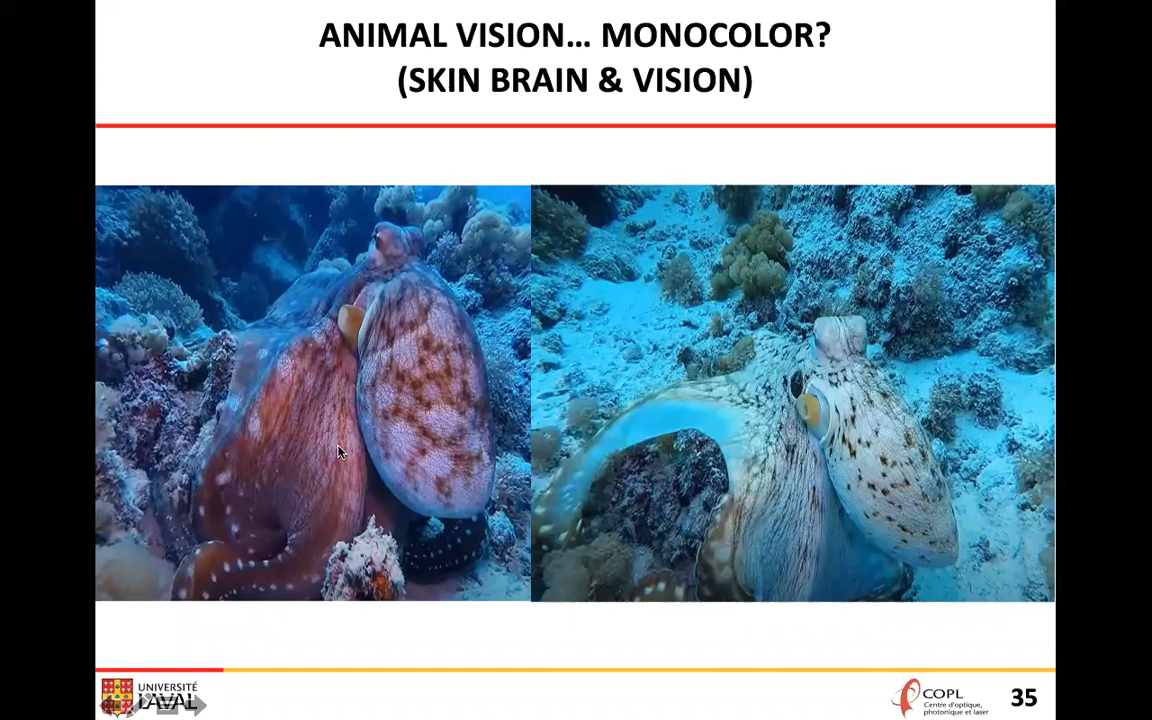 ANIMAL VISION... MONOCOLOR?
(SKIN BRAIN & VISION)
UNIVERSITÉ
LAVAL
COPL
Centre d'optique,
photonique et laser
35